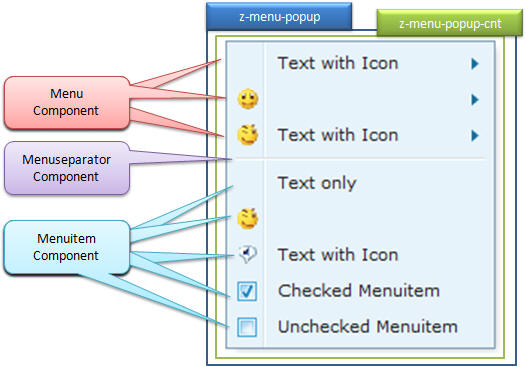 z-menu-popup
z-menu-popup-cnt
Text with Icon
Menu
Component
Text with Icon
Menuseparator
Component
Text only
Menuitem
Component
Text with Icon
Checked Menuitem
Unchecked Menuitem